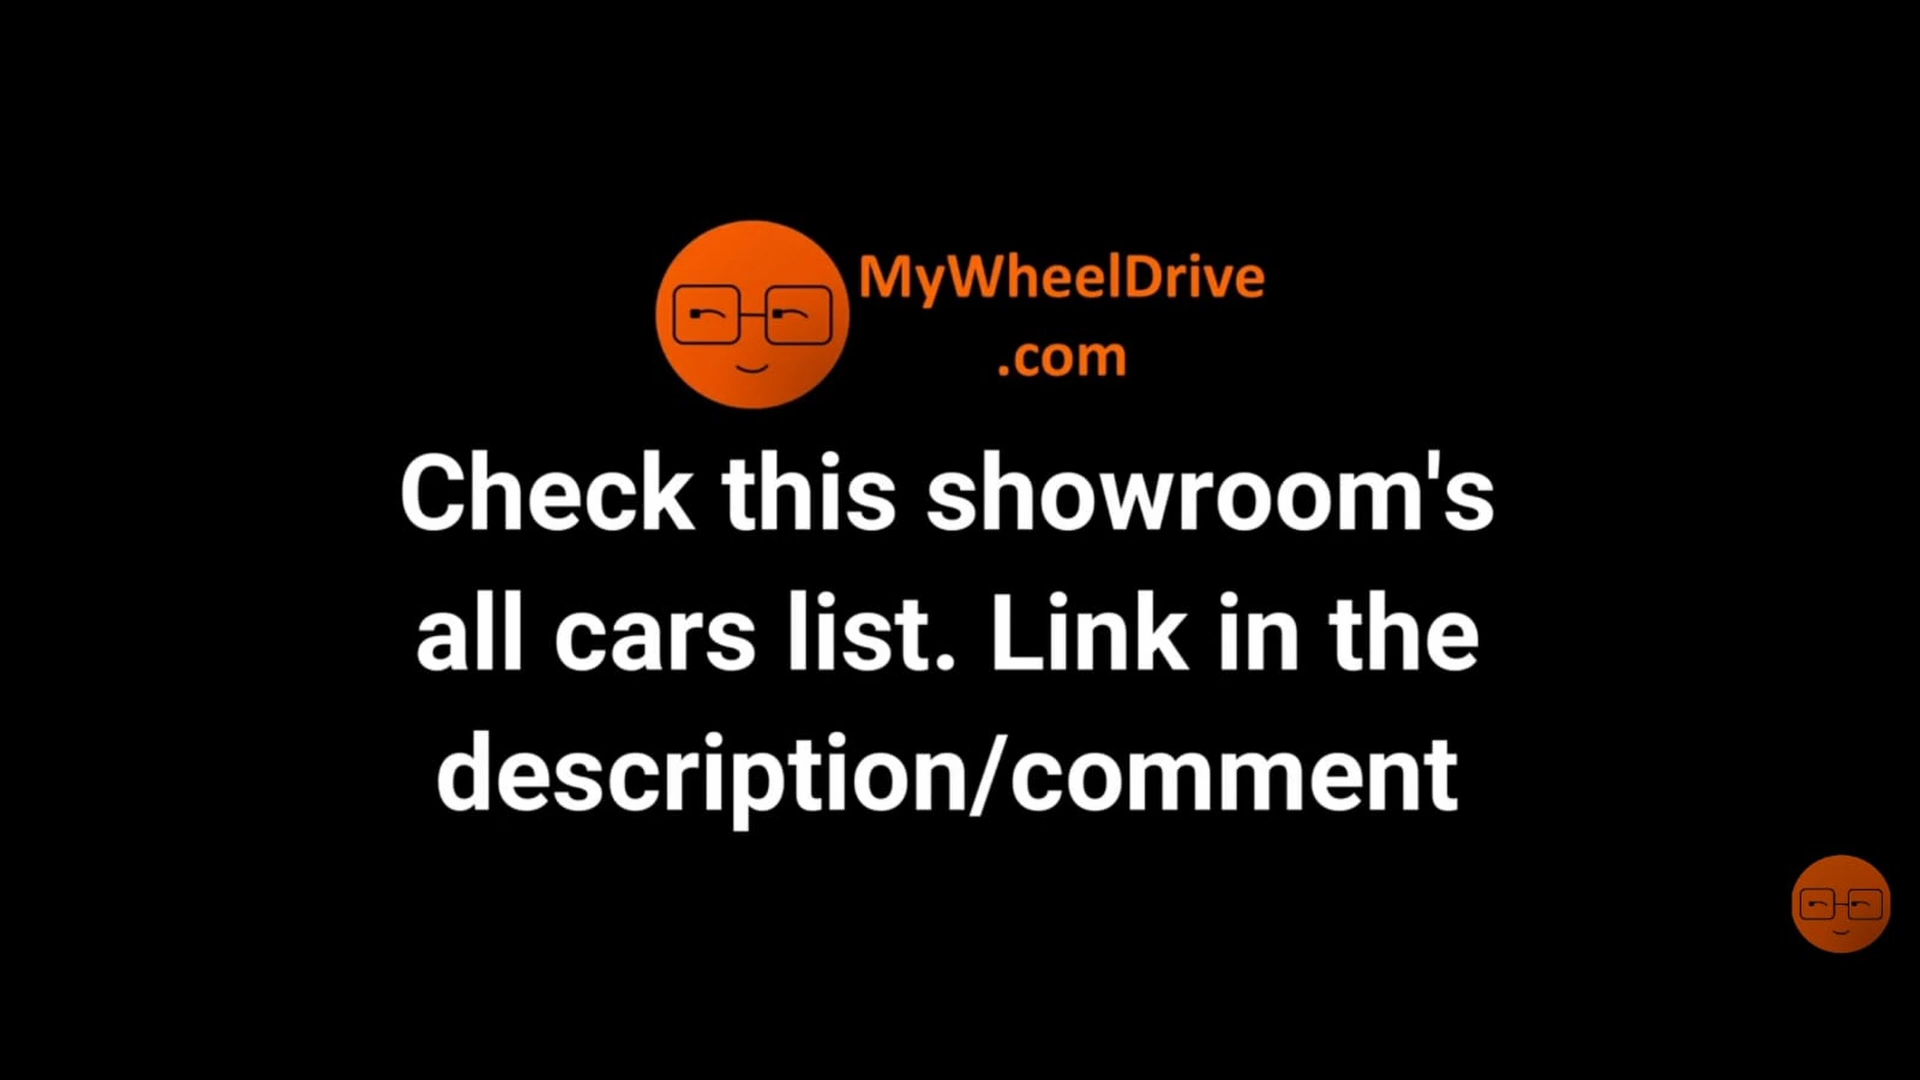 MyWheelDrive
.com
Check this showroom's
all cars list. Link in the
description/comment